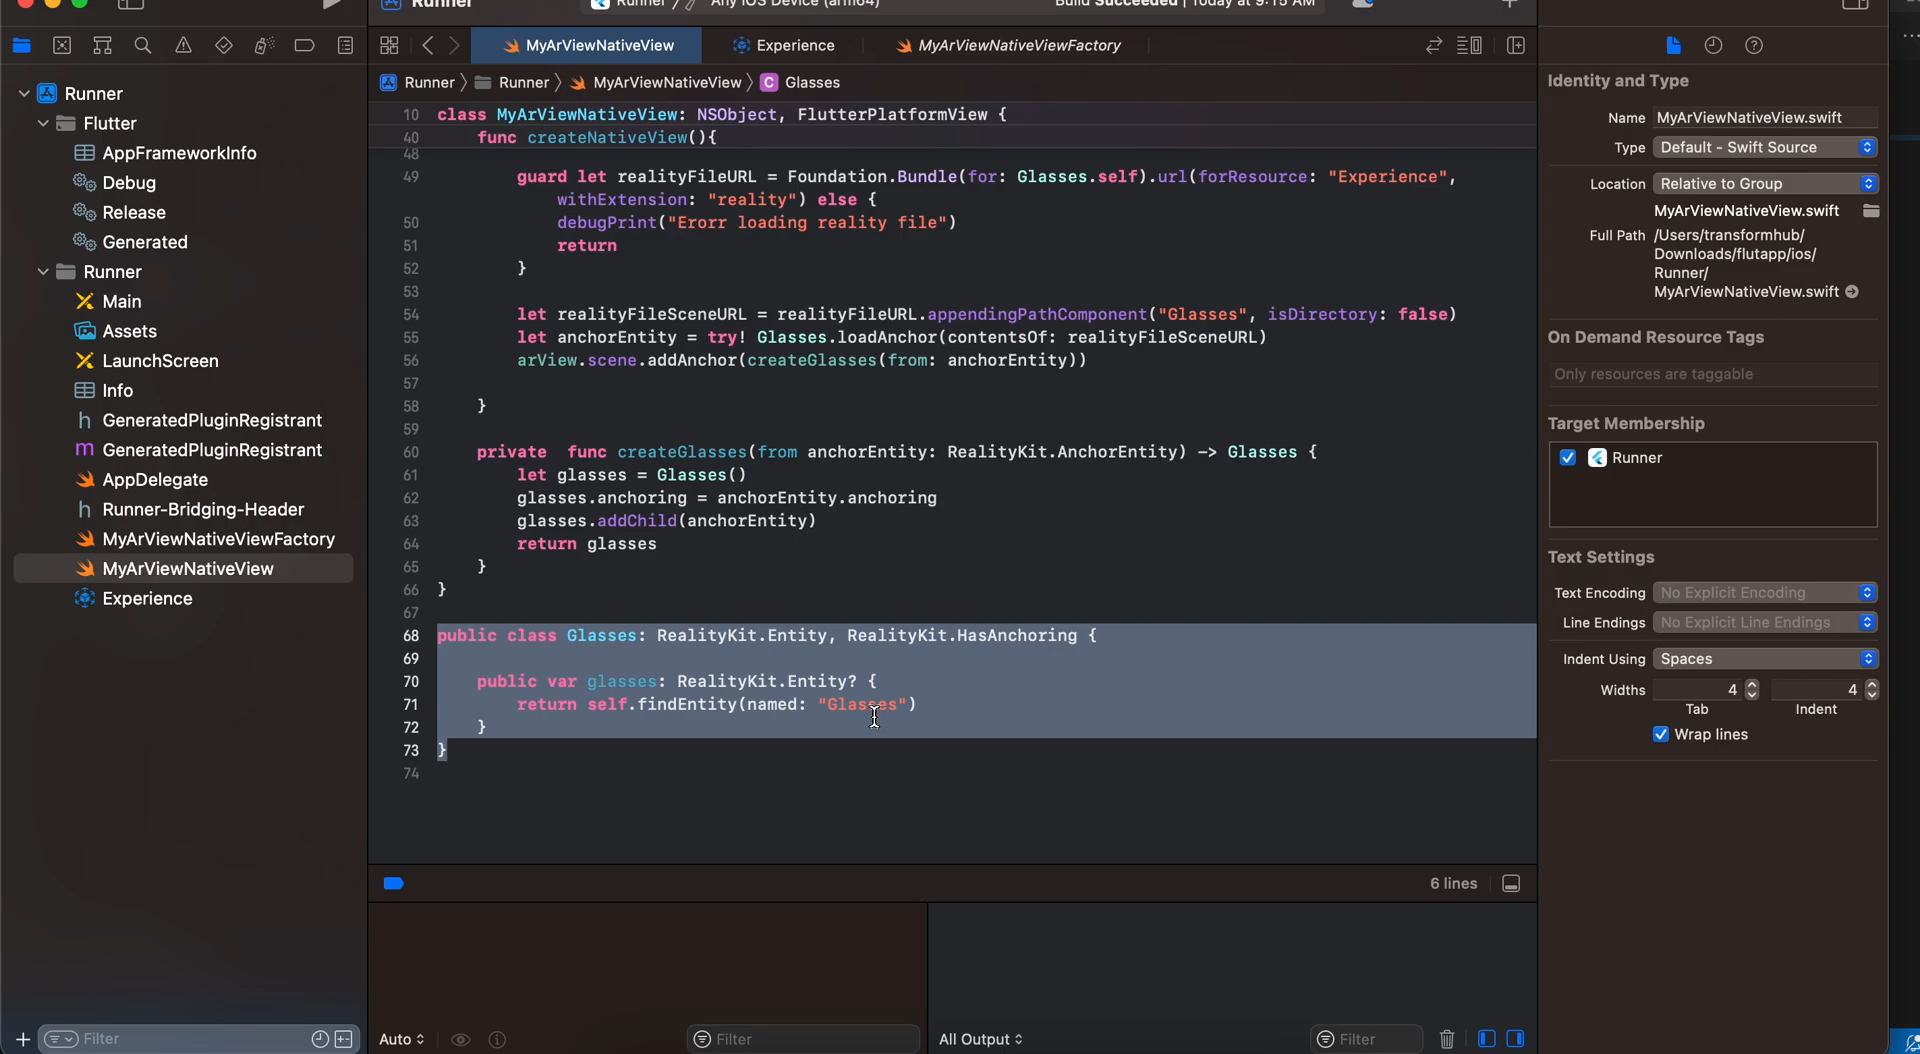 Runner
Runner
Any iOS Device (arm64)
Build Succeeded | Today at 9:15 AM
MyArViewNativeView
Experience
MyArViewNativeViewFactory
Runner
Runner
MyArViewNativeView
C Glasses
Runner
Flutter
AppFrameworkInfo
Debug
Release
Generated
Runner
Main
Assets
LaunchScreen
Info
h GeneratedPluginRegistrant
m GeneratedPluginRegistrant
AppDelegate
h Runner-Bridging-Header
MyArViewNativeViewFactory
MyArViewNativeView
Experience
Filter
10 class MyArViewNativeView: NSObject, FlutterPlatformView {
40 func createNativeView(){
48
49 guard let realityFileURL = Foundation.Bundle(for: Glasses.self).url(forResource: "Experience",
withExtension: "reality") else {
50 debugPrint("Erorr loading reality file")
51 return
52 }
53
54 let realityFileSceneURL = realityFileURL.appendingPathComponent("Glasses", isDirectory: false)
55 let anchorEntity = try! Glasses.loadAnchor(contentsOf: realityFileSceneURL)
56 arView.scene.addAnchor(createGlasses(from: anchorEntity))
57
58 }
59
60 private func createGlasses(from anchorEntity: RealityKit.AnchorEntity) -> Glasses {
61 let glasses = Glasses()
62 glasses.anchoring = anchorEntity.anchoring
63 glasses.addChild(anchorEntity)
64 return glasses
65 }
66 }
67
68 public class Glasses: RealityKit.Entity, RealityKit.HasAnchoring {
69
70 public var glasses: RealityKit.Entity? {
71 return self.findEntity(named: "Glasses")
72 }
73 }
74
6 lines
Auto
Filter
All Output
Filter
Identity and Type
Name MyArViewNativeView.swift
Type Default - Swift Source
Location Relative to Group
MyArViewNativeView.swift
Full Path /Users/transformhub/
Downloads/flutapp/ios/
Runner/
MyArViewNativeView.swift
On Demand Resource Tags
Only resources are taggable
Target Membership
Runner
Text Settings
Text Encoding No Explicit Encoding
Line Endings No Explicit Line Endings
Indent Using Spaces
Widths 4 4
Tab Indent
Wrap lines